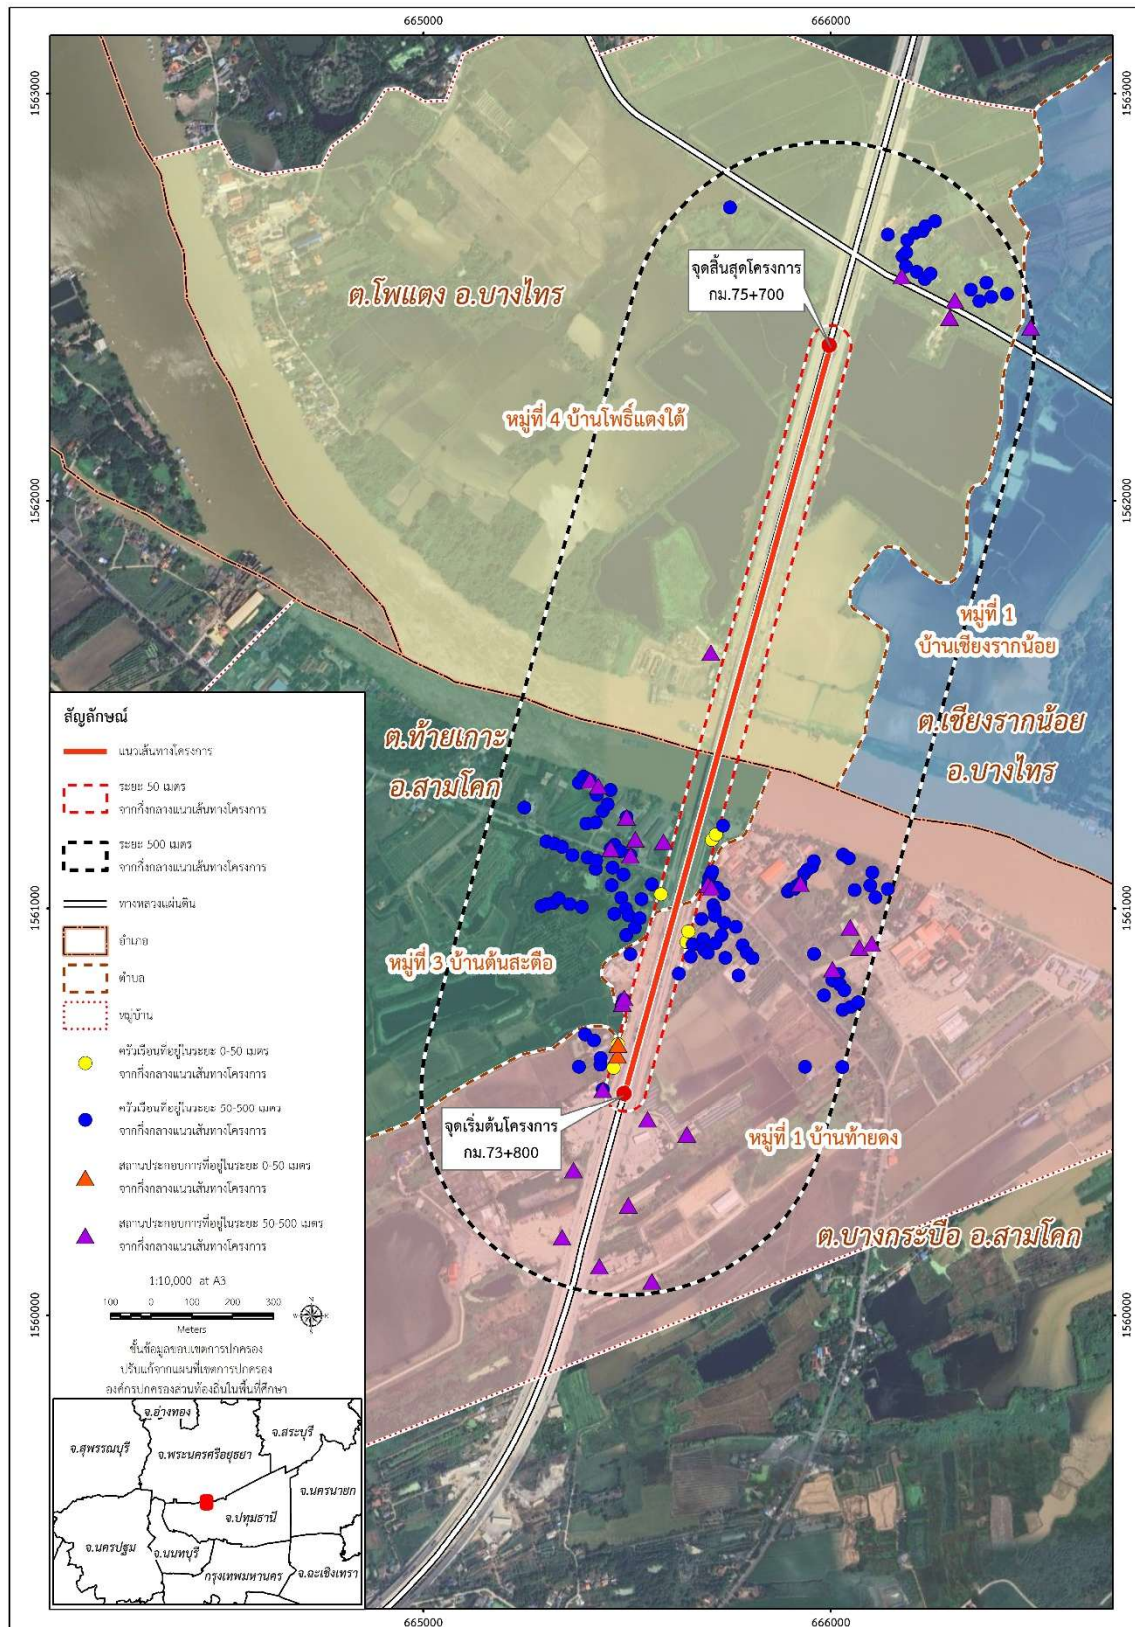 665000
666000
1563000
1563000
จุดสิ้นสุดโครงการ
กม.75+700
ต.โพแตง อ.บางไทร
หมู่ที่ 4 บ้านโพธิ์แตงใต้
1562000
1562000
หมู่ที่ 1
บ้านเชียงรากน้อย
ต.เชียงรากน้อย
อ.บางไทร
ต.ท้ายเกาะ
อ.สามโคก
1561000
หมู่ที่ 3 บ้านต้นสะตือ
จุดเริ่มต้นโครงการ
กม.73+800
หมู่ที่ 1 บ้านท้ายดง
ต.บางกระบือ อ.สามโคก
1561000
1560000
1560000
สัญลักษณ์
แนวเส้นทางโครงการ
ระยะ 50 เมตร
จากกึ่งกลางแนวเส้นทางโครงการ
ระยะ 500 เมตร
จากกึ่งกลางแนวเส้นทางโครงการ
ทางหลวงแผ่นดิน
อำเภอ
ตำบล
หมู่บ้าน
ครัวเรือนที่อยู่ในระยะ 0-50 เมตร
จากกึ่งกลางแนวเส้นทางโครงการ
ครัวเรือนที่อยู่ในระยะ 50-500 เมตร
จากกึ่งกลางแนวเส้นทางโครงการ
สถานประกอบการที่อยู่ในระยะ 0-50 เมตร
จากกึ่งกลางแนวเส้นทางโครงการ
สถานประกอบการที่อยู่ในระยะ 50-500 เมตร
จากกึ่งกลางแนวเส้นทางโครงการ
1:10,000 at A3
100 0 100 200 300
Meters
N
W E
S
ชั้นข้อมูลขอบเขตการปกครอง
ปรับแก้จากแผนที่เขตการปกครอง
องค์กรปกครองส่วนท้องถิ่นในพื้นที่ศึกษา
จ.อ่างทอง
จ.สุพรรณบุรี
จ.สระบุรี
จ.พระนครศรีอยุธยา
จ.นครนายก
จ.ปทุมธานี
จ.นครปฐม
จ.นนทบุรี
กรุงเทพมหานคร
จ.ฉะเชิงเทรา
665000
666000